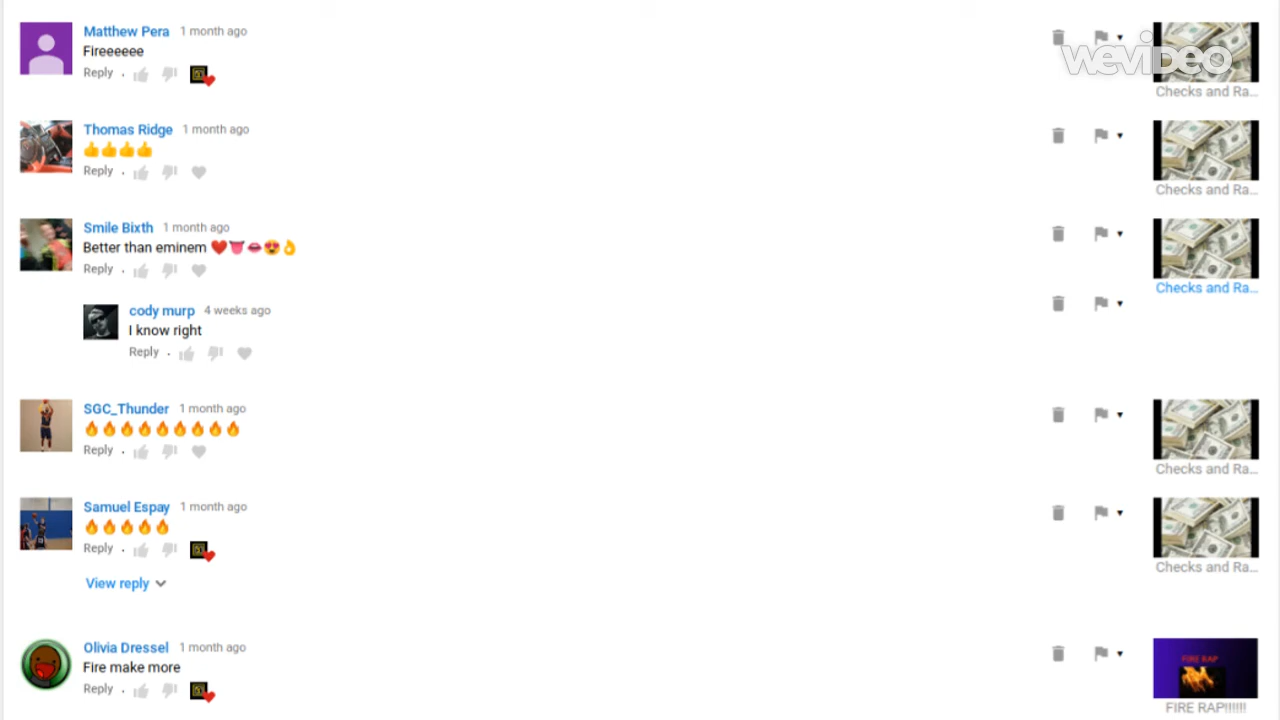 Matthew Pera 1 month ago
Fireeeeee
Reply
wevideo
Checks and Ra...
Thomas Ridge 1 month ago
👍👍👍👍
Reply
Checks and Ra...
Smile Bixth 1 month ago
Better than eminem ❤️👅👄😍👌
Reply
Checks and Ra...
cody murp 4 weeks ago
I know right
Reply
SGC_Thunder 1 month ago
🔥🔥🔥🔥🔥🔥🔥🔥🔥
Reply
Checks and Ra...
Samuel Espay 1 month ago
🔥🔥🔥🔥🔥
Reply
Checks and Ra...
View reply
Olivia Dressel 1 month ago
Fire make more
Reply
FIRE RAP
FIRE RAP!!!!!!